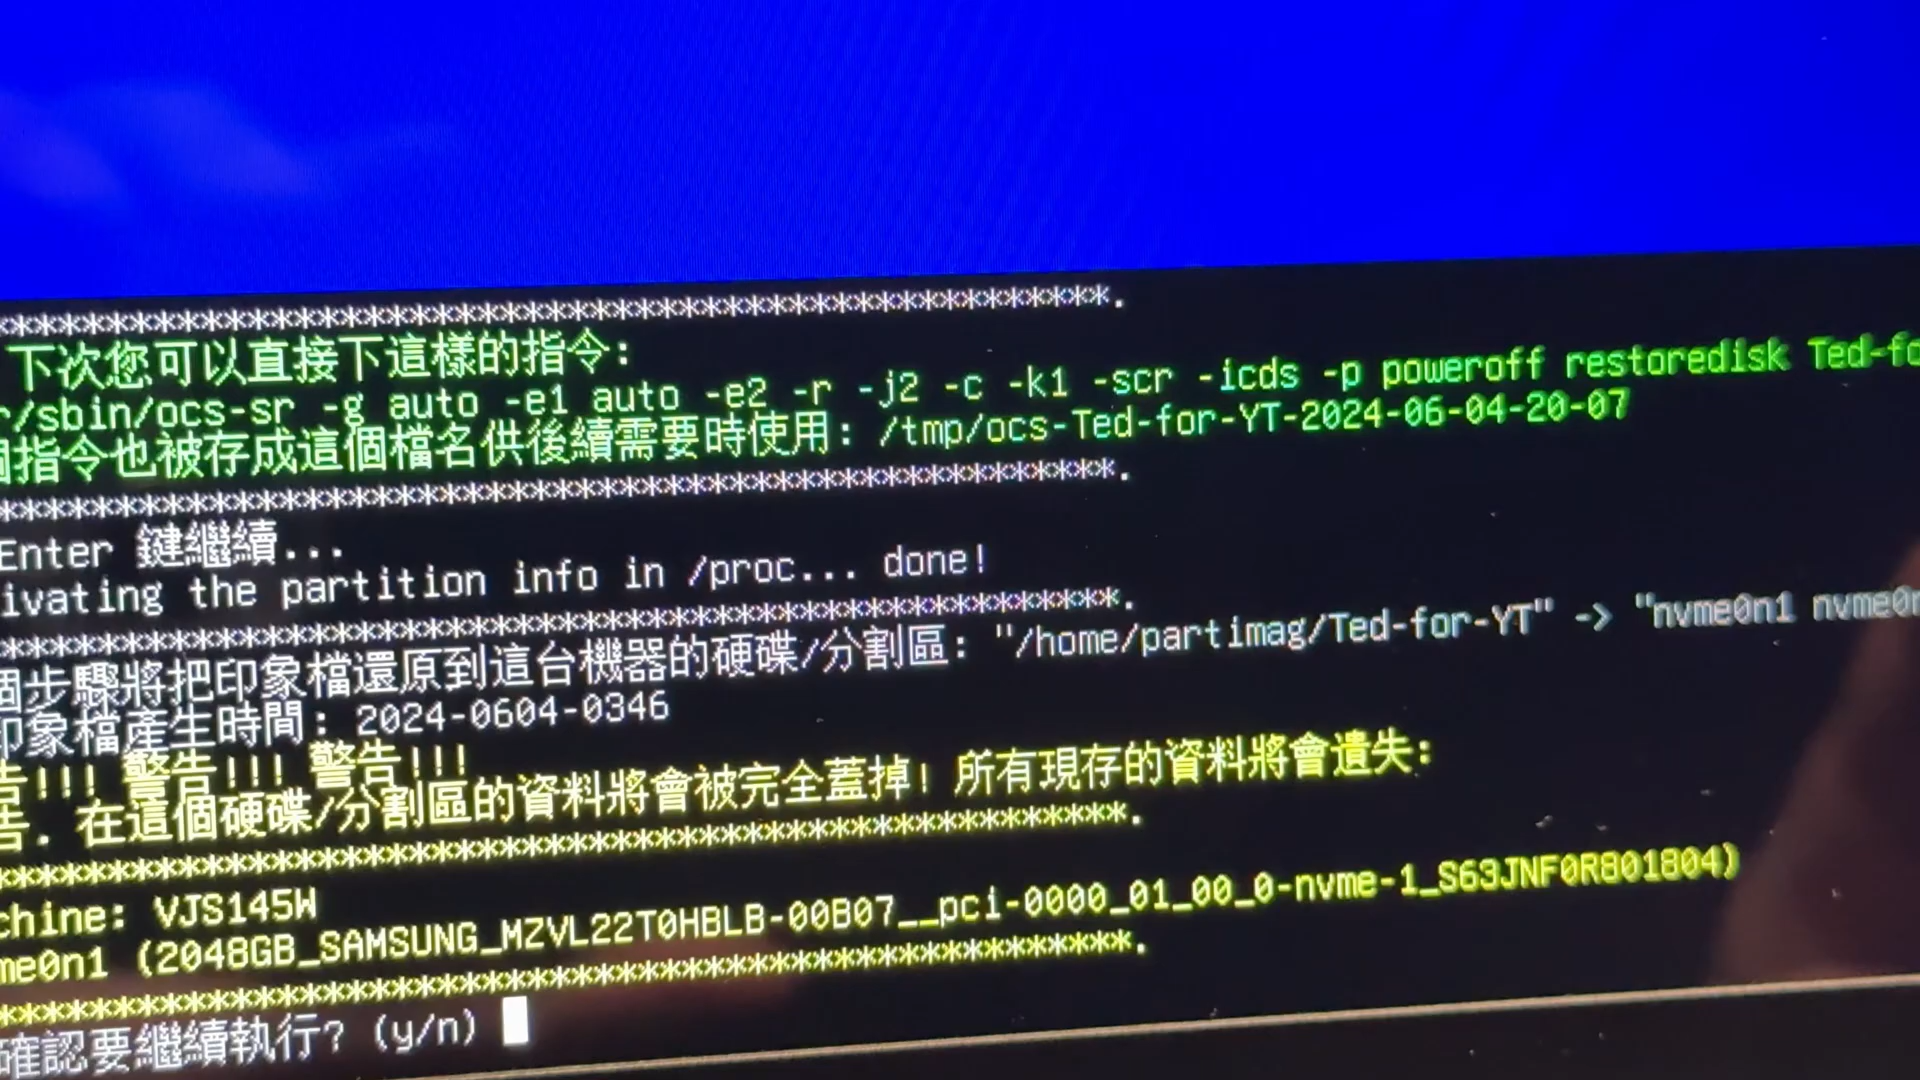 *****************************************************.
下次您可以直接下這樣的指令:
r/sbin/ocs-sr -g auto -e1 auto -e2 -r -j2 -c -k1 -scr -icds -p poweroff restoredisk Ted-fo
個指令也被存成這個檔名供後續需要時使用: /tmp/ocs-Ted-for-YT-2024-06-04-20-07
*****************************************************.
Enter 鍵繼續...
ivating the partition info in /proc... done!
*****************************************************.
個步驟將把印象檔還原到這台機器的硬碟/分割區: "/home/partimag/Ted-for-YT" -> "nvme0n1 nvme0n
印象檔產生時間: 2024-0604-0346
告!!! 警告!!! 警告!!!
告. 在這個硬碟/分割區的資料將會被完全蓋掉! 所有現存的資料將會遺失:
*****************************************************.
chine: VJS145W
me0n1 (2048GB_SAMSUNG_MZVL22T0HBLB-00B07__pci-0000_01_00_0-nvme-1_S63JNF0R801804)
*****************************************************.
確認要繼續執行? (y/n)